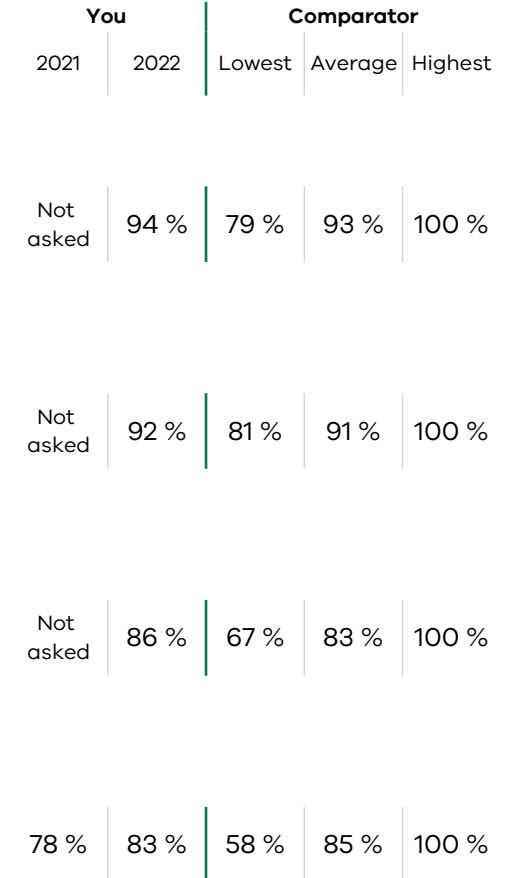 You Comparator
2021 2022 Lowest Average Highest
Not
asked 94 % 79 % 93 % 100 %
Not
asked 92 % 81 % 91 % 100 %
Not
asked 86 % 67 % 83 % 100 %
78 % 83 % 58 % 85 % 100 %